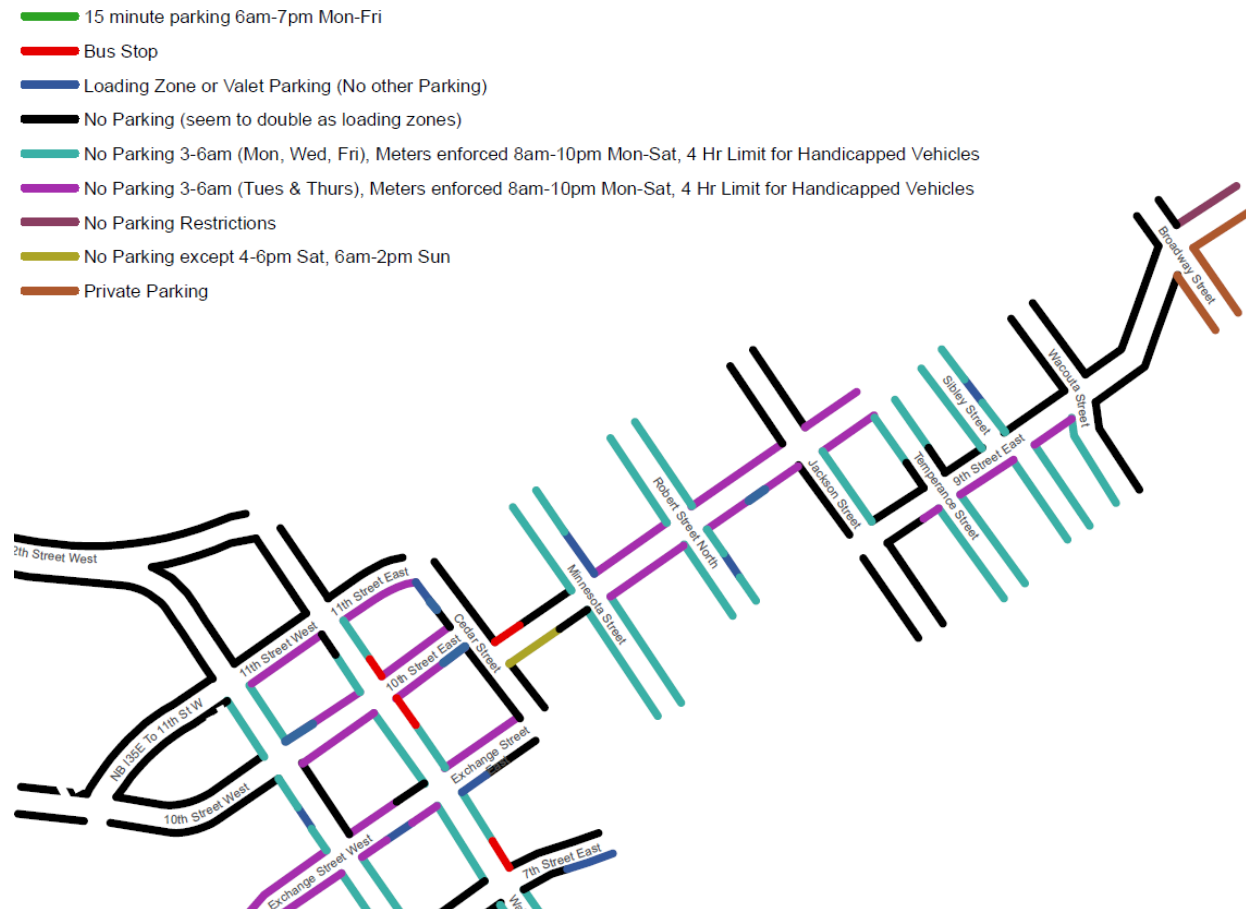 15 minute parking 6am-7pm Mon-Fri
Bus Stop
Loading Zone or Valet Parking (No other Parking)
No Parking (seem to double as loading zones)
No Parking 3-6am (Mon, Wed, Fri), Meters enforced 8am-10pm Mon-Sat, 4 Hr Limit for Handicapped Vehicles
No Parking 3-6am (Tues & Thurs), Meters enforced 8am-10pm Mon-Sat, 4 Hr Limit for Handicapped Vehicles
No Parking Restrictions
No Parking except 4-6pm Sat, 6am-2pm Sun
Private Parking
Broadway Street
Wacouta Street
Sibley Street
9th Street East
Temperance Street
Jackson Street
Robert Street North
Minnesota Street
2th Street West
11th Street East
Cedar Street
11th Street West
10th Street East
NB I35E To 11th St W
Exchange Street
East
10th Street West
Exchange Street West
7th Street East
Wa